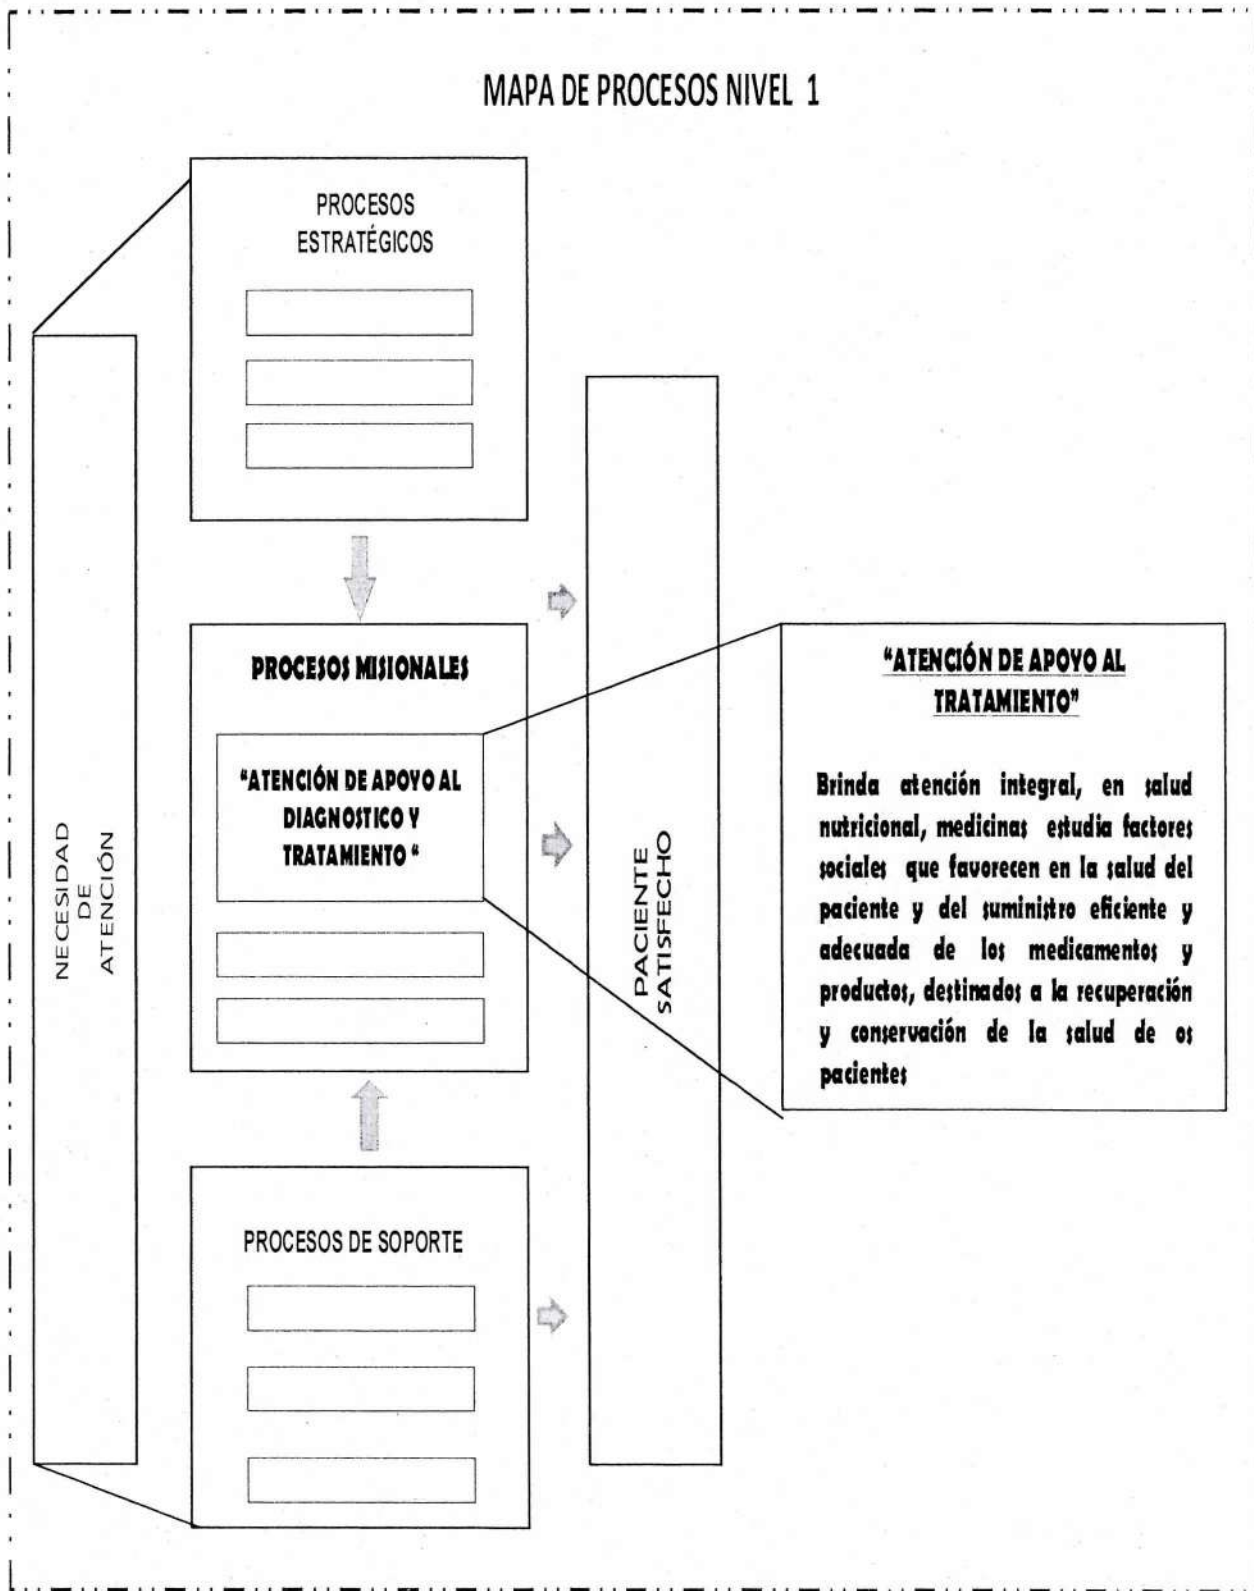 MAPA DE PROCESOS NIVEL 1
PROCESOS
ESTRATÉGICOS
NECESIDAD
DE
ATENCIÓN
PROCESOS MISIONALES
"ATENCIÓN DE APOYO AL
DIAGNOSTICO Y
TRATAMIENTO "
PROCESOS DE SOPORTE
PACIENTE
SATISFECHO
"ATENCIÓN DE APOYO AL
TRATAMIENTO"
Brinda atención integral, en salud
nutricional, medicinas estudia factores
sociales que favorecen en la salud del
paciente y del suministro eficiente y
adecuada de los medicamentos y
productos, destinados a la recuperación
y conservación de la salud de os
pacientes